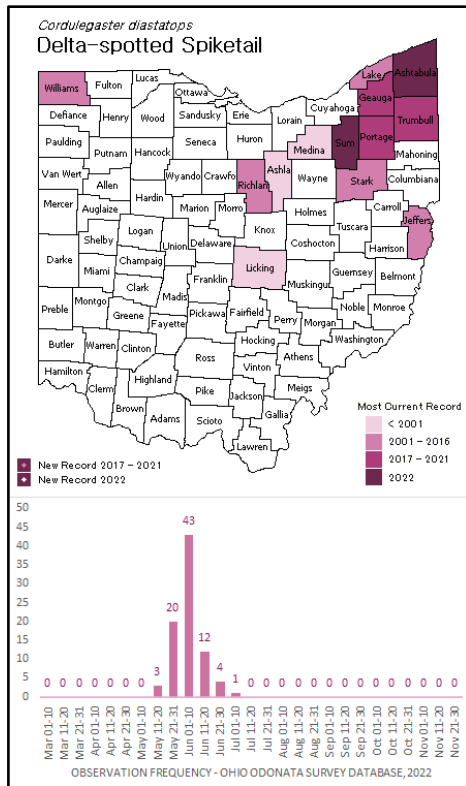 Cordulegaster diastatops
Delta-spotted Spiketail
Williams
Fulton
Lucas
Ottawa
Lake
Ashtabula
Geauga
Cuyahoga
Defiance
Henry
Wood
Sandusky
Erie
Lorain
Trumbull
Medina
Sum
Portage
Paulding
Putnam
Hancock
Seneca
Huron
Mahoning
Van Wert
Allen
Wyando
Crawfo
Richlan
Ashla
Wayne
Stark
Columbiana
Mercer
Auglaize
Hardin
Marion
Morro
Holmes
Carroll
Jeffers
Knox
Tuscara
Logan
Shelby
Union
Delaware
Coshocton
Harrison
Darke
Champaig
Licking
Guernsey
Belmont
Miami
Clark
Franklin
Muskingu
Madis
Noble
Monroe
Preble
Montgo
Greene
Pickawa
Fairfield
Perry
Morgan
Fayette
Washington
Butler
Warren
Clinton
Hocking
Athens
Ross
Hamilton
Vinton
Highland
Meigs
Clerm
Pike
Jackson
Gallia
Brown
Adams
Scioto
Lawren
Most Current Record
< 2001
2001 - 2016
2017 - 2021
2022
New Record 2017 - 2021
New Record 2022
50
45
40
35
30
25
20
15
10
5
0
0 0 0 0 0 0 0 3 20 43 12 4 1 0 0 0 0 0 0 0 0 0 0 0 0 0 0
Mar 01-10
Mar 11-20
Mar 21-31
Apr 01-10
Apr 11-20
Apr 21-30
May 01-10
May 11-20
May 21-31
Jun 01-10
Jun 11-20
Jun 21-30
Jul 01-10
Jul 11-20
Jul 21-31
Aug 01-10
Aug 11-20
Aug 21-31
Sep 01-10
Sep 11-20
Sep 21-30
Oct 01-10
Oct 11-20
Oct 21-31
Nov 01-10
Nov 11-20
Nov 21-30
OBSERVATION FREQUENCY - OHIO ODONATA SURVEY DATABASE, 2022